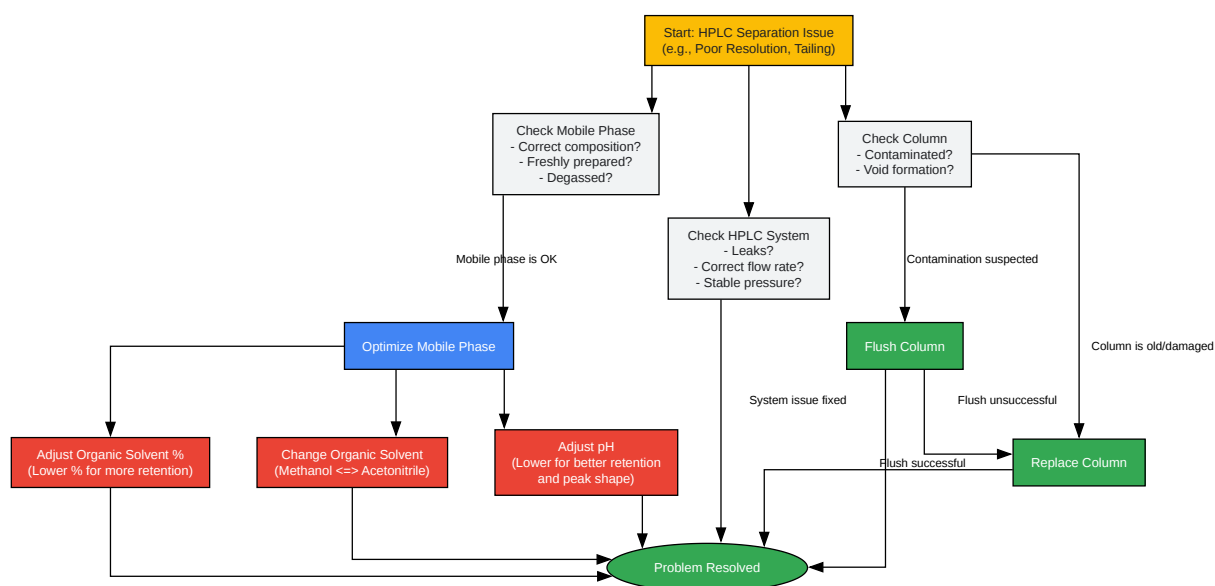 Start: HPLC Separation Issue
(e.g., Poor Resolution, Tailing)
Check Mobile Phase
- Correct composition?
- Freshly prepared?
- Degassed?
Check Column
- Contaminated?
- Void formation?
Check HPLC System
- Leaks?
- Correct flow rate?
- Stable pressure?
Mobile phase is OK
Contamination suspected
Optimize Mobile Phase
Flush Column
Column is old/damaged
System issue fixed
Flush unsuccessful
Adjust Organic Solvent %
(Lower % for more retention)
Change Organic Solvent
(Methanol <=> Acetonitrile)
Adjust pH
(Lower for better retention
and peak shape)
Flush successful
Replace Column
Problem Resolved